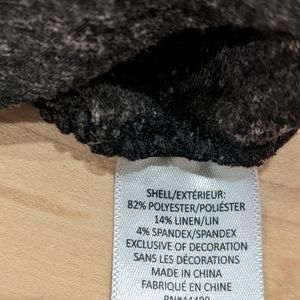 SHELL/EXTÉRIEUR:
82% POLYESTER/POLIÉSTER
14% LINEN/LIN
4% SPANDEX/SPANDEX
EXCLUSIVE OF DECORATION
SANS LES DÉCORATIONS
MADE IN CHINA
FABRIQUÉ EN CHINE